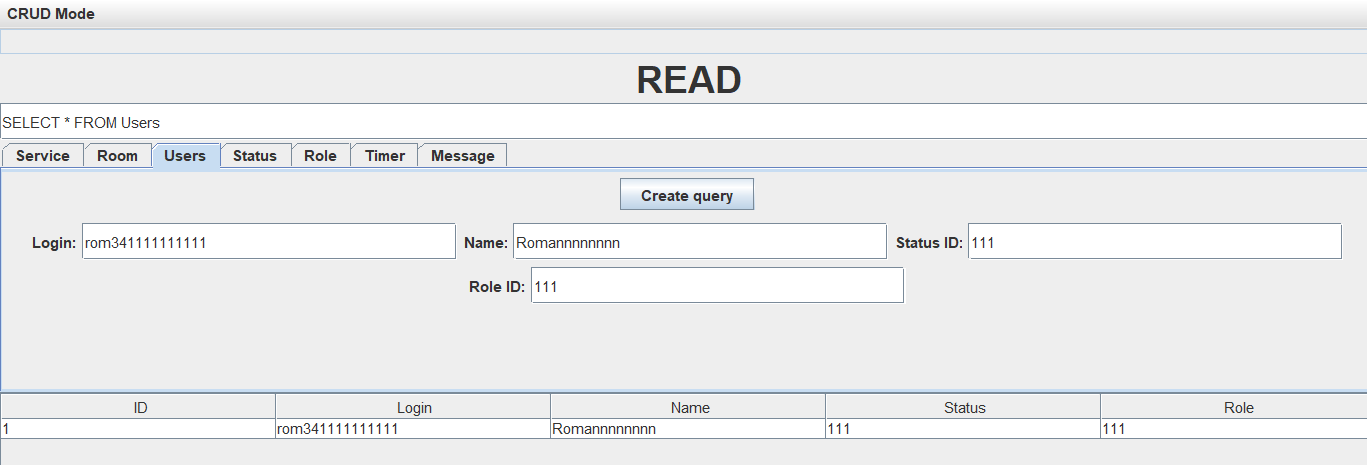 CRUD Mode
READ
SELECT * FROM Users
Service Room Users Status Role Timer Message
Create query
Login: rom341111111111 Name: Romannnnnnnn Status ID: 111
Role ID: 111
ID Login Name Status Role
1 rom341111111111 Romannnnnnnn 111 111